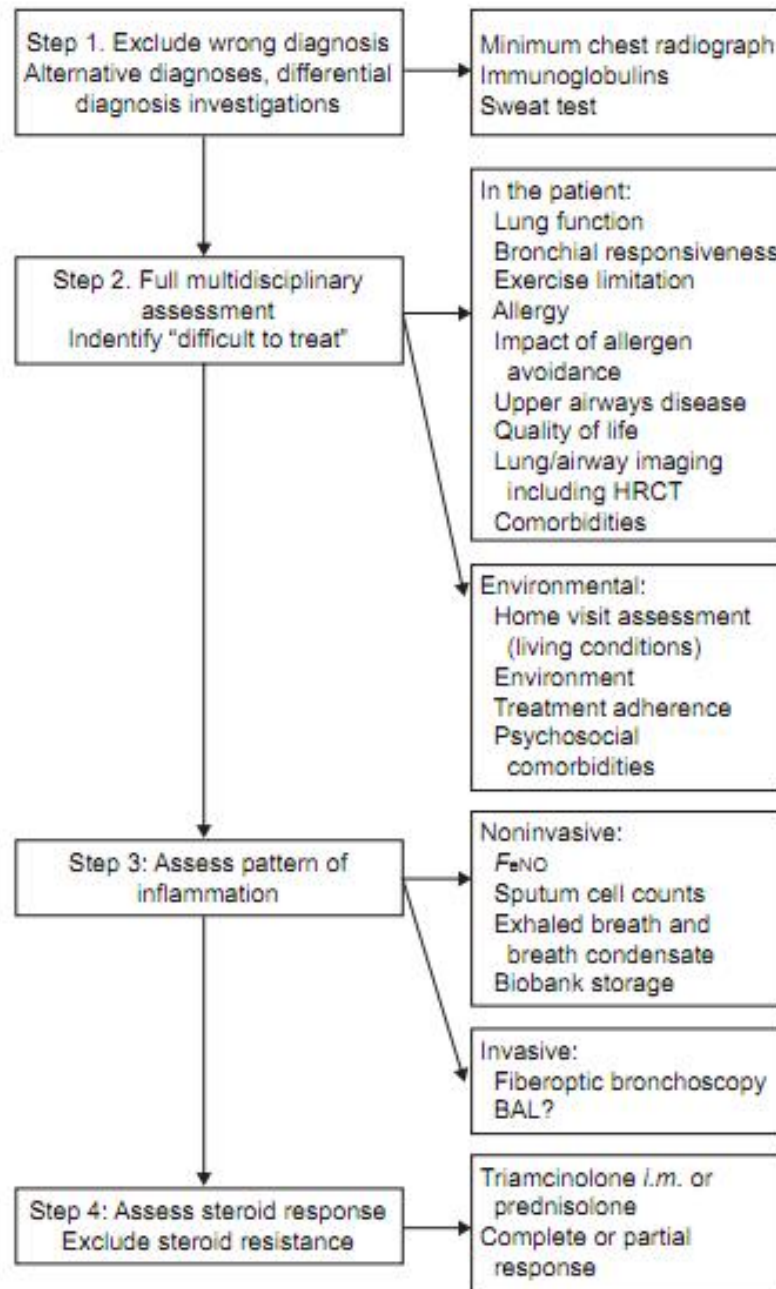 Step 1. Exclude wrong diagnosis
Alternative diagnoses, differential
diagnosis investigations
Minimum chest radiograph
Immunoglobulins
Sweat test
Step 2. Full multidisciplinary
assessment
Indentify “difficult to treat”
In the patient:
Lung function
Bronchial responsiveness
Exercise limitation
Allergy
Impact of allergen
avoidance
Upper airways disease
Quality of life
Lung/airway imaging
including HRCT
Comorbidities
Environmental:
Home visit assessment
(living conditions)
Environment
Treatment adherence
Psychosocial
comorbidities
Step 3: Assess pattern of
inflammation
Noninvasive:
FeNO
Sputum cell counts
Exhaled breath and
breath condensate
Biobank storage
Invasive:
Fiberoptic bronchoscopy
BAL?
Step 4: Assess steroid response
Exclude steroid resistance
Triamcinolone i.m. or
prednisolone
Complete or partial
response